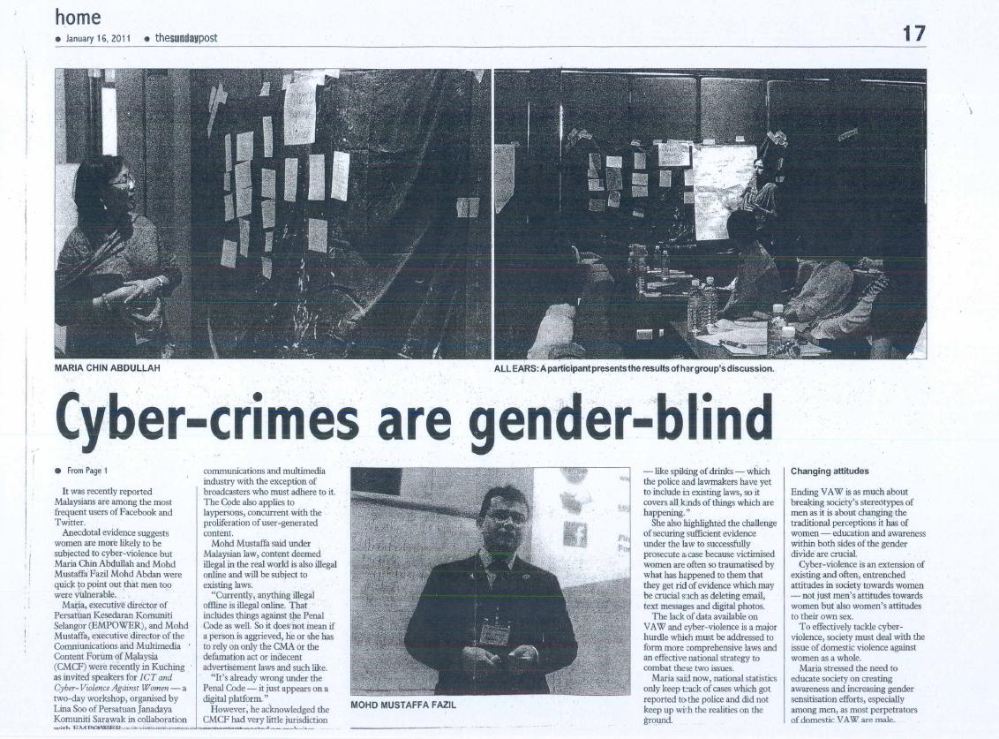 home
● January 16, 2011 ● thesundaypost
17
MARIA CHIN ABDULLAH
ALL EARS: A participant presents the results of her group's discussion.
Cyber-crimes are gender-blind
● From Page 1
It was recently reported
Malaysians are among the most
frequent users of Facebook and
Twitter.
Anecdotal evidence suggests
women are more likely to be
subjected to cyber-violence but
Maria Chin Abdullah and Mohd
Mustaffa Fazil Mohd Abdan were
quick to point out that men too
were vulnerable.
Maria, executive director of
Persatuan Kesedaran Komuniti
Selangor (EMPOWER), and Mohd
Mustaffa, executive director of the
Communications and Multimedia
Content Forum of Malaysia
(CMCF) were recently in Kuching
as invited speakers for ICT and
Cyber-Violence Against Women — a
two-day workshop, organised by
Lina Soo of Persatuan Janadaya
Komuniti Sarawak in collaboration
with EMPOWER
communications and multimedia
industry with the exception of
broadcasters who must adhere to it.
The Code also applies to
laypersons, concurrent with the
proliferation of user-generated
content.
Mohd Mustaffa said under
Malaysian law, content deemed
illegal in the real world is also illegal
online and will be subject to
existing laws.
"Currently, anything illegal
offline is illegal online. That
includes things against the Penal
Code as well. So it does not mean if
a person is aggrieved, he or she has
to rely on only the CMA or the
defamation act or indecent
advertisement laws and such like.
"It's already wrong under the
Penal Code — it just appears on a
digital platform."
However, he acknowledged the
CMCF had very little jurisdiction
MOHD MUSTAFFA FAZIL
— like spiking of drinks — which
the police and lawmakers have yet
to include in existing laws, so it
covers all kinds of things which are
happening."
She also highlighted the challenge
of securing sufficient evidence
under the law to successfully
prosecute a case because victimised
women are often so traumatised by
what has happened to them that
they get rid of evidence which may
be crucial such as deleting email,
text messages and digital photos.
The lack of data available on
VAW and cyber-violence is a major
hurdle which must be addressed to
form more comprehensive laws and
an effective national strategy to
combat these two issues.
Maria said now, national statistics
only keep track of cases which got
reported to the police and did not
keep up with the realities on the
ground.
Changing attitudes
Ending VAW is as much about
breaking society's stereotypes of
men as it is about changing the
traditional perceptions it has of
women — education and awareness
within both sides of the gender
divide are crucial.
Cyber-violence is an extension of
existing and often, entrenched
attitudes in society towards women
— not just men's attitudes towards
women but also women's attitudes
to their own sex.
To effectively tackle cyber-
violence, society must deal with the
issue of domestic violence against
women as a whole.
Maria stressed the need to
educate society on creating
awareness and increasing gender
sensitisation efforts, especially
among men, as most perpetrators
of domestic VAW are male.